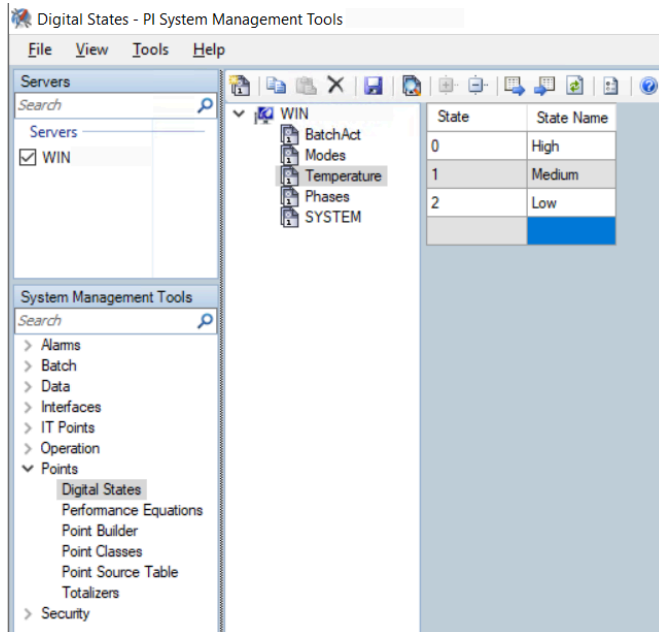 Digital States - PI System Management Tools
File View Tools Help
Servers
Search
Servers
WIN
System Management Tools
Search
Alarms
Batch
Data
Interfaces
IT Points
Operation
Points
Digital States
Performance Equations
Point Builder
Point Classes
Point Source Table
Totalizers
Security
WIN
BatchAct
Modes
Temperature
Phases
SYSTEM
State State Name
0 High
1 Medium
2 Low